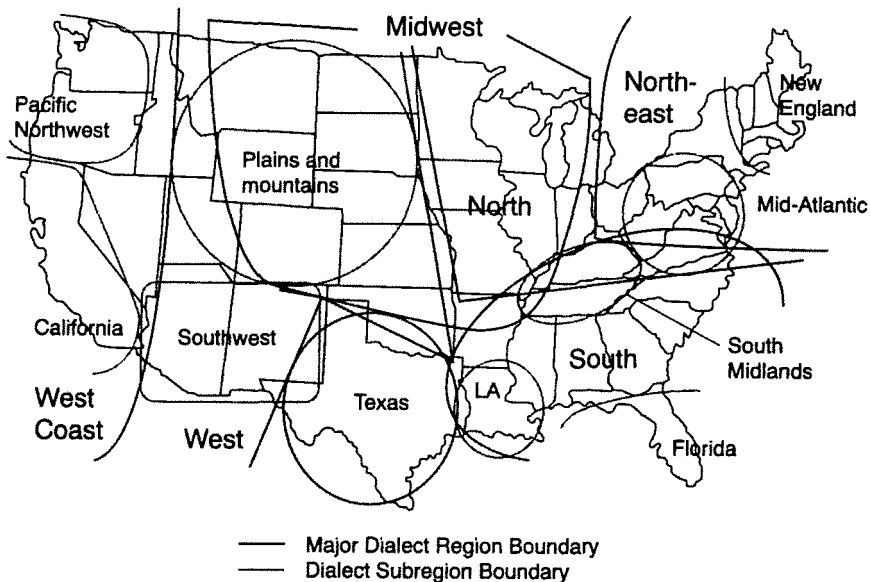 Midwest
North-
east
New
England
Pacific
Northwest
Plains and
mountains
North
Mid-Atlantic
California
Southwest
South
South
Midlands
West
Coast
West
Texas
LA
Florida
Major Dialect Region Boundary
Dialect Subregion Boundary